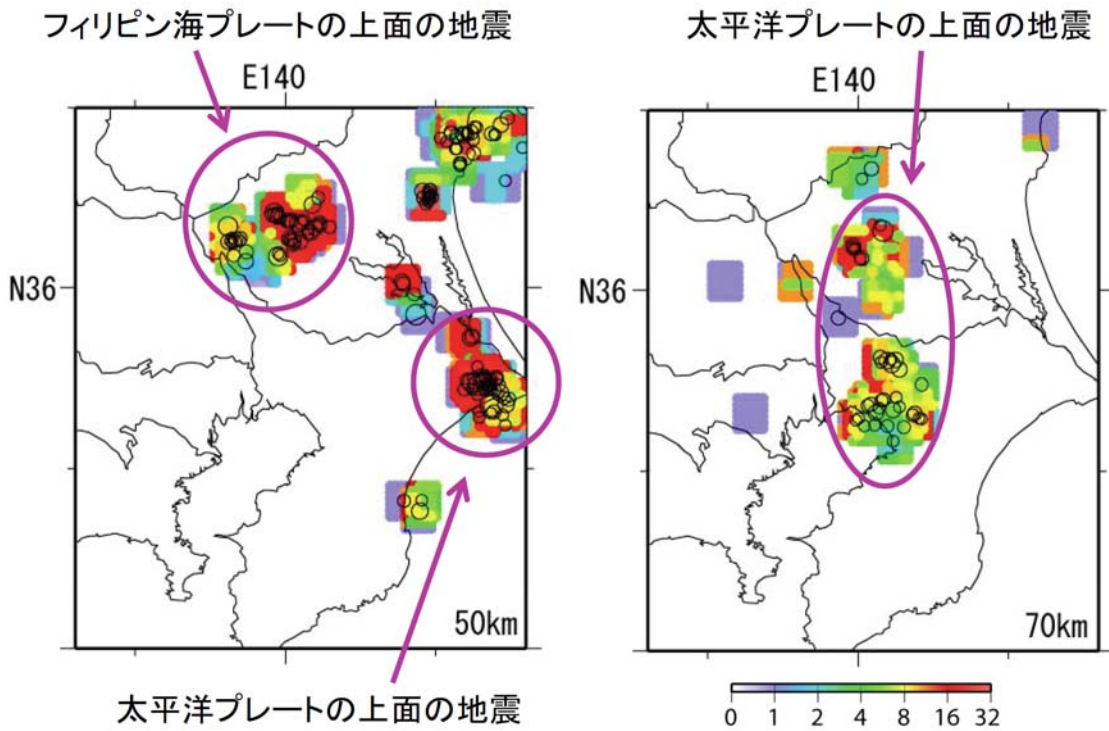 フィリピン海プレートの上面の地震
太平洋プレートの上面の地震
E140
E140
N36
N36
50km
70km
太平洋プレートの上面の地震
0 1 2 4 8 16 32